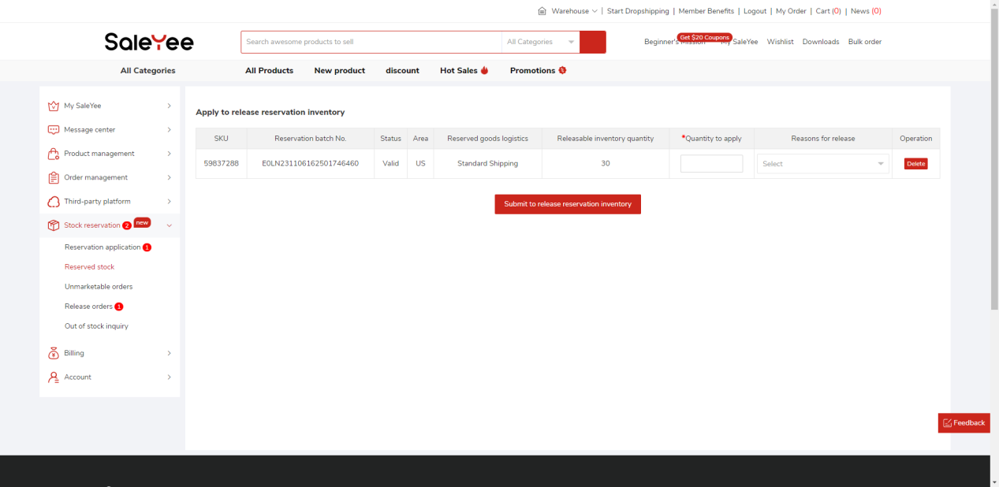 Warehouse | Start Dropshipping | Member Benefits | Logout | My Order | Cart (0) | News (0)
SaleYee
Search awesome products to sell
All Categories
Beginner's Mission
Get $20 Coupons
My SaleYee
Wishlist
Downloads
Bulk order
All Categories
All Products
New product
discount
Hot Sales
Promotions
My SaleYee
Message center
Product management
Order management
Third-party platform
Stock reservation 2 new
Reservation application 1
Reserved stock
Unmarketable orders
Release orders 1
Out of stock inquiry
Billing
Account
Apply to release reservation inventory
SKU Reservation batch No. Status Area Reserved goods logistics Releasable inventory quantity *Quantity to apply Reasons for release Operation
59837288 E0LN231106162501746460 Valid US Standard Shipping 30 Select Delete
Submit to release reservation inventory
Feedback